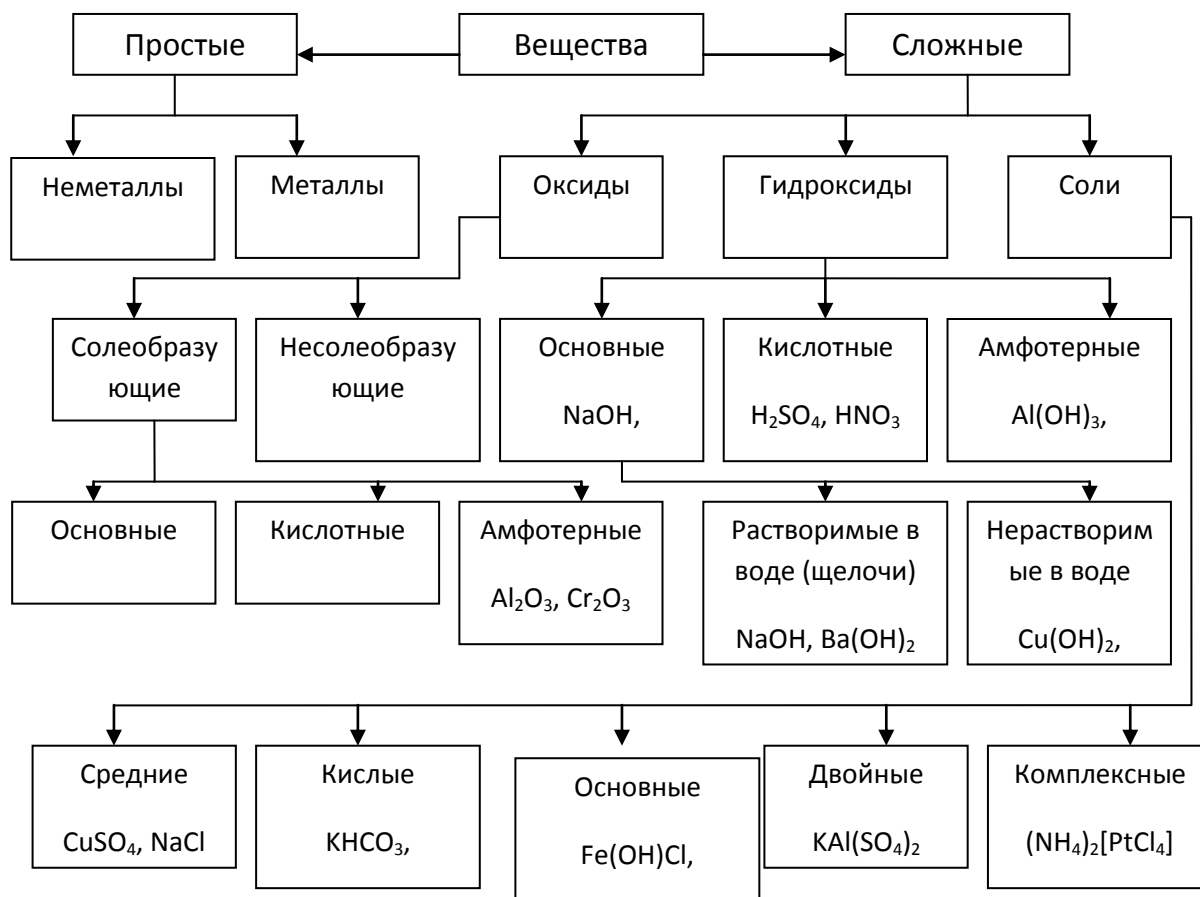 Простые
Вещества
Сложные
Неметаллы
Металлы
Оксиды
Гидроксиды
Соли
Солеобразу
ющие
Несолеобразу
ющие
Основные
NaOH,
Кислотные
H₂SO₄, HNO₃
Амфотерные
Al(OH)₃,
Основные
Кислотные
Амфотерные
Al₂O₃, Cr₂O₃
Растворимые в
воде (щелочи)
NaOH, Ba(OH)₂
Нерастворим
ые в воде
Cu(OH)₂,
Средние
CuSO₄, NaCl
Кислые
KHCO₃,
Основные
Fe(OH)Cl,
Двойные
KAl(SO₄)₂
Комплексные
(NH₄)₂[PtCl₄]